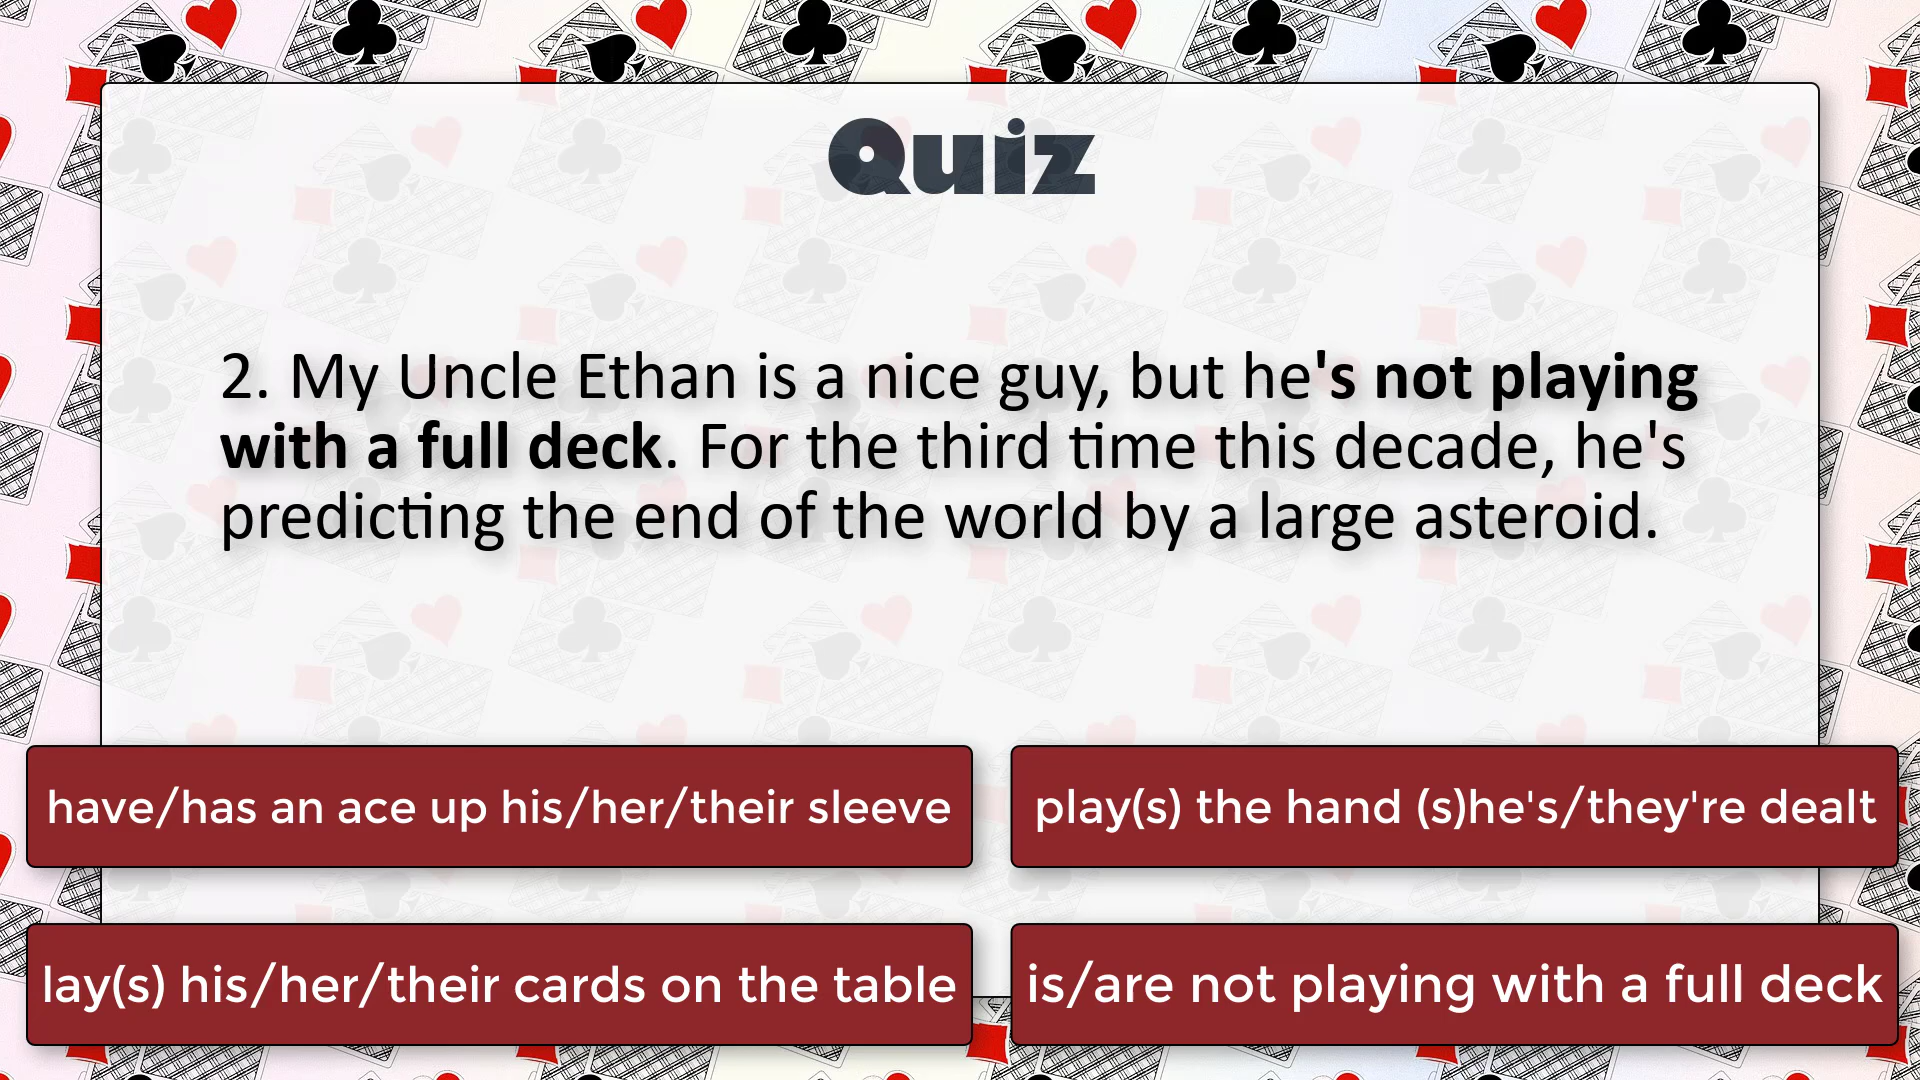 Quiz
2. My Uncle Ethan is a nice guy, but he's not playing
with a full deck. For the third time this decade, he's
predicting the end of the world by a large asteroid.
have/has an ace up his/her/their sleeve
play(s) the hand (s)he's/they're dealt
lay(s) his/her/their cards on the table
is/are not playing with a full deck